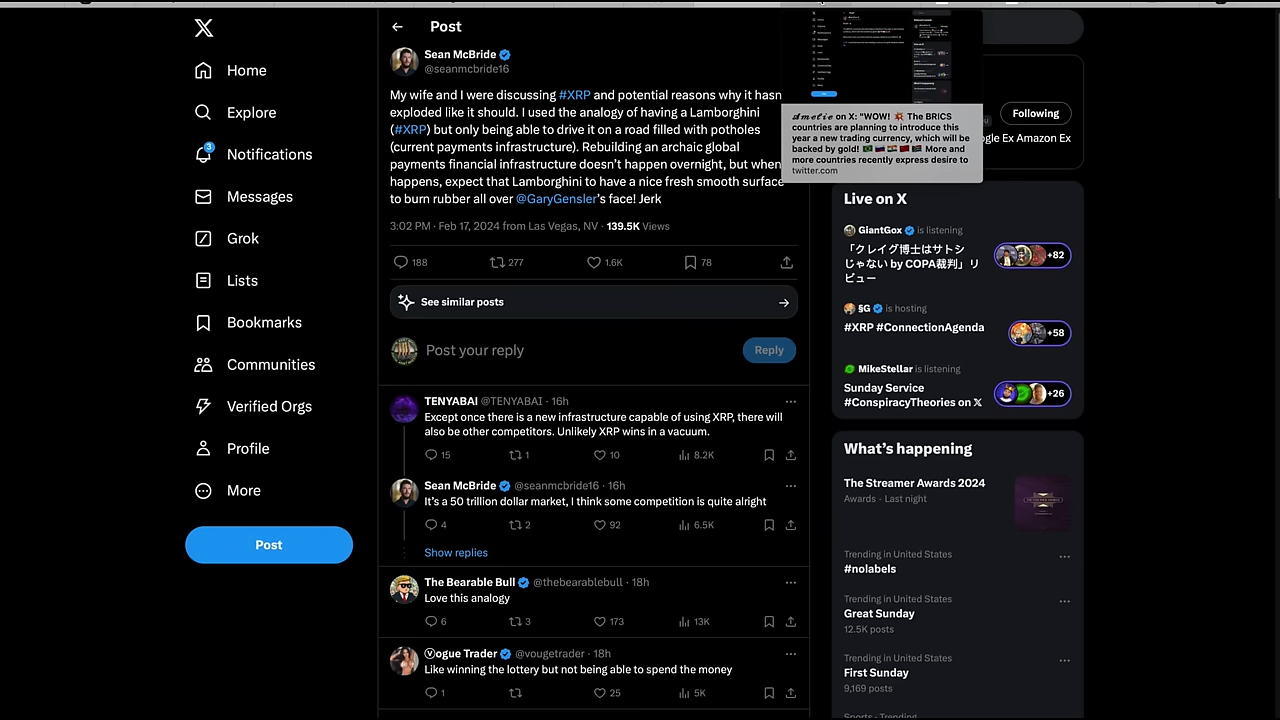 Home
Explore
3
Notifications
Messages
Grok
Lists
Bookmarks
Communities
Verified Orgs
Profile
More
Post
Post
Sean McBride
@seanmcbride16
My wife and I were discussing #XRP and potential reasons why it hasn
exploded like it should. I used the analogy of having a Lamborghini
(#XRP) but only being able to drive it on a road filled with potholes
(current payments infrastructure). Rebuilding an archaic global
payments financial infrastructure doesn't happen overnight, but when
happens, expect that Lamborghini to have a nice fresh smooth surface
to burn rubber all over @GaryGensler's face! Jerk
3:02 PM · Feb 17, 2024 from Las Vegas, NV · 139.5K Views
188 277 1.6K 78
See similar posts
Post your reply
Reply
TENYABAI @TENYABAI · 16h
Except once there is a new infrastructure capable of using XRP, there will
also be other competitors. Unlikely XRP wins in a vacuum.
15 1 10 8.2K
Sean McBride @seanmcbride16 · 16h
It's a 50 trillion dollar market, I think some competition is quite alright
4 2 92 6.5K
Show replies
The Bearable Bull @thebearablebull · 18h
Love this analogy
6 3 173 13K
Ⓥogue Trader @vougetrader · 18h
Like winning the lottery but not being able to spend the money
1 25 5K
𝓐𝓶𝓮𝓵𝓲𝓮 on X: "WOW! 💥 The BRICS
countries are planning to introduce this
year a new trading currency, which will be
backed by gold! 🇧🇷 🇷🇺 🇮🇳 🇨🇳 🇿🇦 More and
more countries recently express desire to
twitter.com
Following
gle Ex Amazon Ex
Live on X
GiantGox is listening
「クレイグ博士はサトシ
じゃない by COPA裁判」リ
ビュー
+82
§G is hosting
#XRP #ConnectionAgenda
+58
MikeStellar is listening
Sunday Service
#ConspiracyTheories on 𝕏
+26
What's happening
The Streamer Awards 2024
Awards · Last night
Trending in United States
#nolabels
Trending in United States
Great Sunday
12.5K posts
Trending in United States
First Sunday
9,169 posts
Sports · Trending